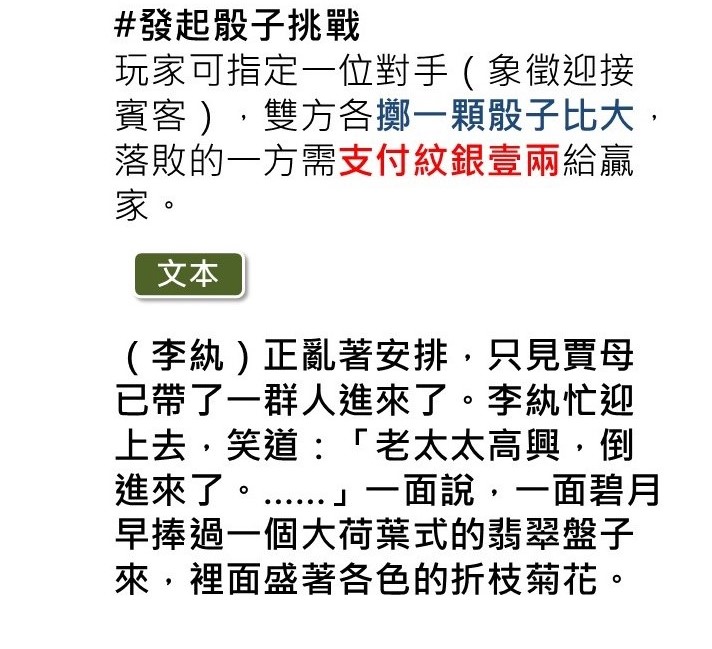 #發起骰子挑戰
玩家可指定一位對手（象徵迎接
賓客），雙方各擲一顆骰子比大，
落敗的一方需支付紋銀壹兩給贏
家。
文本
（李紈）正亂著安排，只見賈母
已帶了一群人進來了。李紈忙迎
上去，笑道：「老太太高興，倒
進來了。......」一面說，一面碧月
早捧過一個大荷葉式的翡翠盤子
來，裡面盛著各色的折枝菊花。